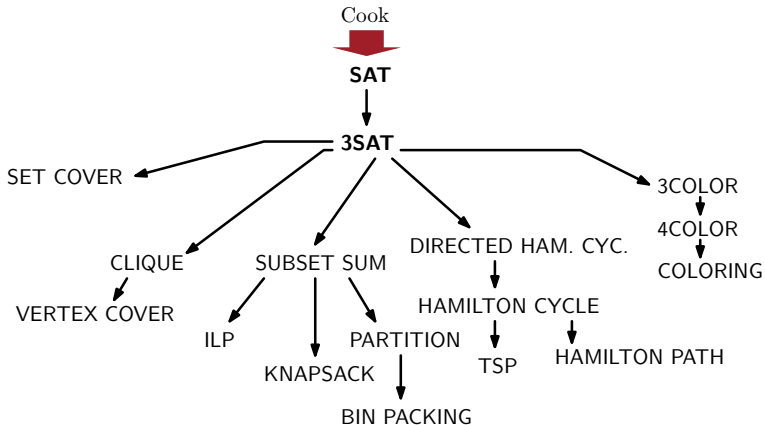 Cook
SAT
3SAT
SET COVER
3COLOR
4COLOR
DIRECTED HAM. CYC.
CLIQUE
SUBSET SUM
COLORING
HAMILTON CYCLE
VERTEX COVER
ILP
PARTITION
HAMILTON PATH
TSP
KNAPSACK
BIN PACKING